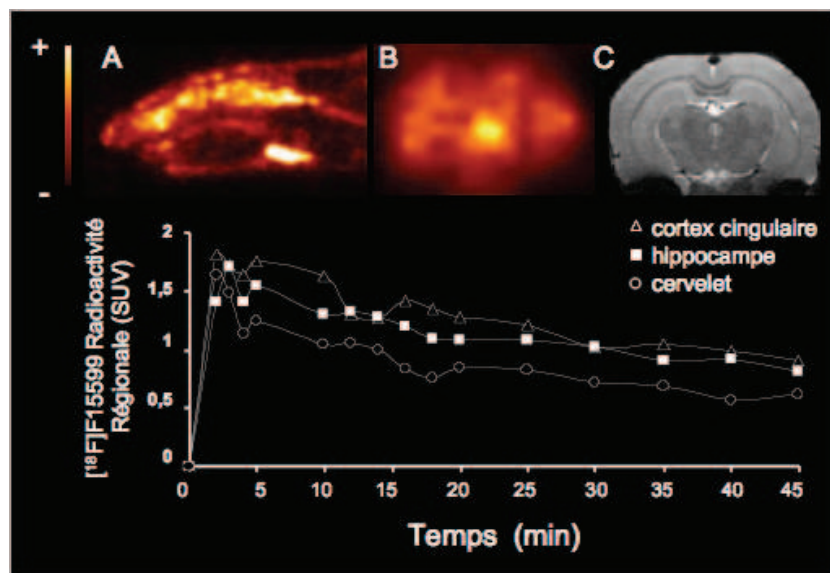 +
A
B
C
-
cortex cingulaire
hippocampe
cervelet
[¹⁸F]F15599 Radioactivité
Régionale (SUV)
2
1,5
1
0,5
0
0 5 10 15 20 25 30 35 40 45
Temps (min)